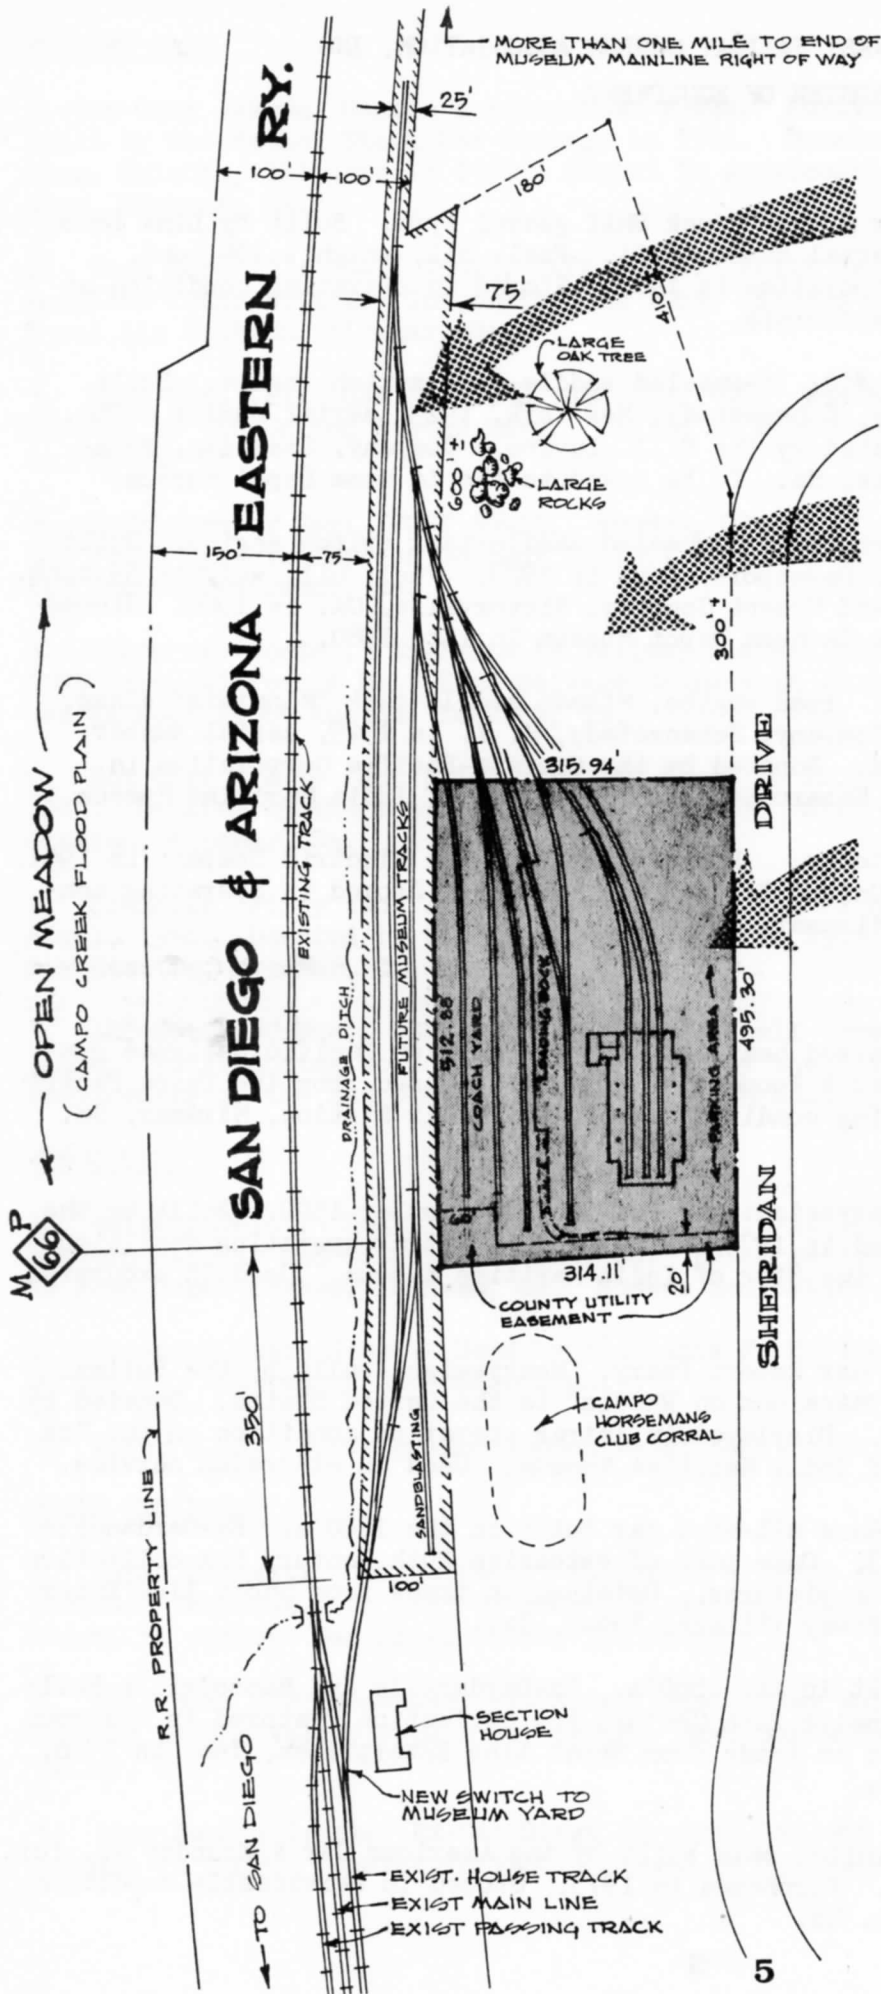 MORE THAN ONE MILE TO END OF
MUSEUM MAINLINE RIGHT OF WAY
25'
100'
100'
180'
410'
75'
LARGE
OAK TREE
LARGE
ROCKS
150'
75'
300'
SAN DIEGO & ARIZONA EASTERN RY.
OPEN MEADOW
(CAMPO CREEK FLOOD PLAIN)
EXISTING TRACK
DRAINAGE DITCH
FUTURE MUSEUM TRACKS
315.94'
512.88
COACH YARD
LOADING DOCK
PARKING AREA
495.30'
SHERIDAN DRIVE
MP
66
314.11'
20'
COUNTY UTILITY
EASEMENT
350'
R.R. PROPERTY LINE
SANDBLASTING
CAMPO
HORSEMANS
CLUB CORRAL
100'
TO SAN DIEGO
SECTION
HOUSE
NEW SWITCH TO
MUSEUM YARD
EXIST. HOUSE TRACK
EXIST MAIN LINE
EXIST PASSING TRACK
5